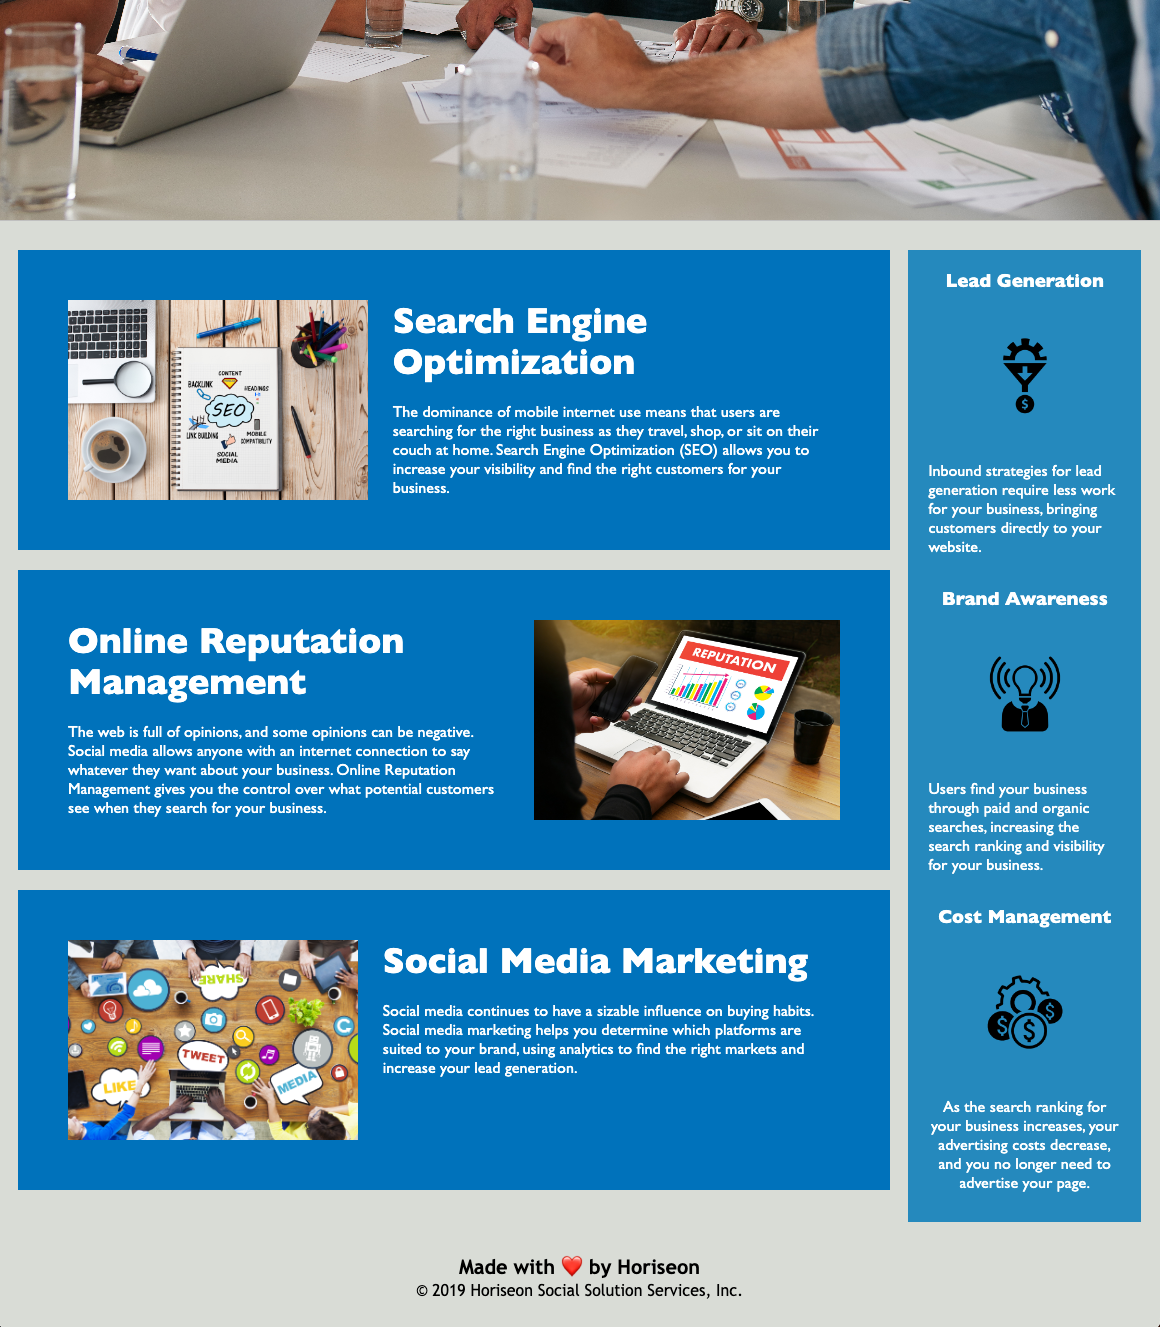 Search Engine
Optimization
The dominance of mobile internet use means that users are
searching for the right business as they travel, shop, or sit on their
couch at home. Search Engine Optimization (SEO) allows you to
increase your visibility and find the right customers for your
business.
CONTENT
BACKLINK
HEADINGS
SEO
LINK BUILDING
MOBILE
COMPATIBILITY
SOCIAL
MEDIA
Online Reputation
Management
The web is full of opinions, and some opinions can be negative.
Social media allows anyone with an internet connection to say
whatever they want about your business. Online Reputation
Management gives you the control over what potential customers
see when they search for your business.
REPUTATION
Social Media Marketing
Social media continues to have a sizable influence on buying habits.
Social media marketing helps you determine which platforms are
suited to your brand, using analytics to find the right markets and
increase your lead generation.
SHARE
TWEET
LIKE
MEDIA
Lead Generation
$
Inbound strategies for lead
generation require less work
for your business, bringing
customers directly to your
website.
Brand Awareness
Users find your business
through paid and organic
searches, increasing the
search ranking and visibility
for your business.
Cost Management
$ $ $
As the search ranking for
your business increases, your
advertising costs decrease,
and you no longer need to
advertise your page.
Made with ❤️ by Horiseon
© 2019 Horiseon Social Solution Services, Inc.